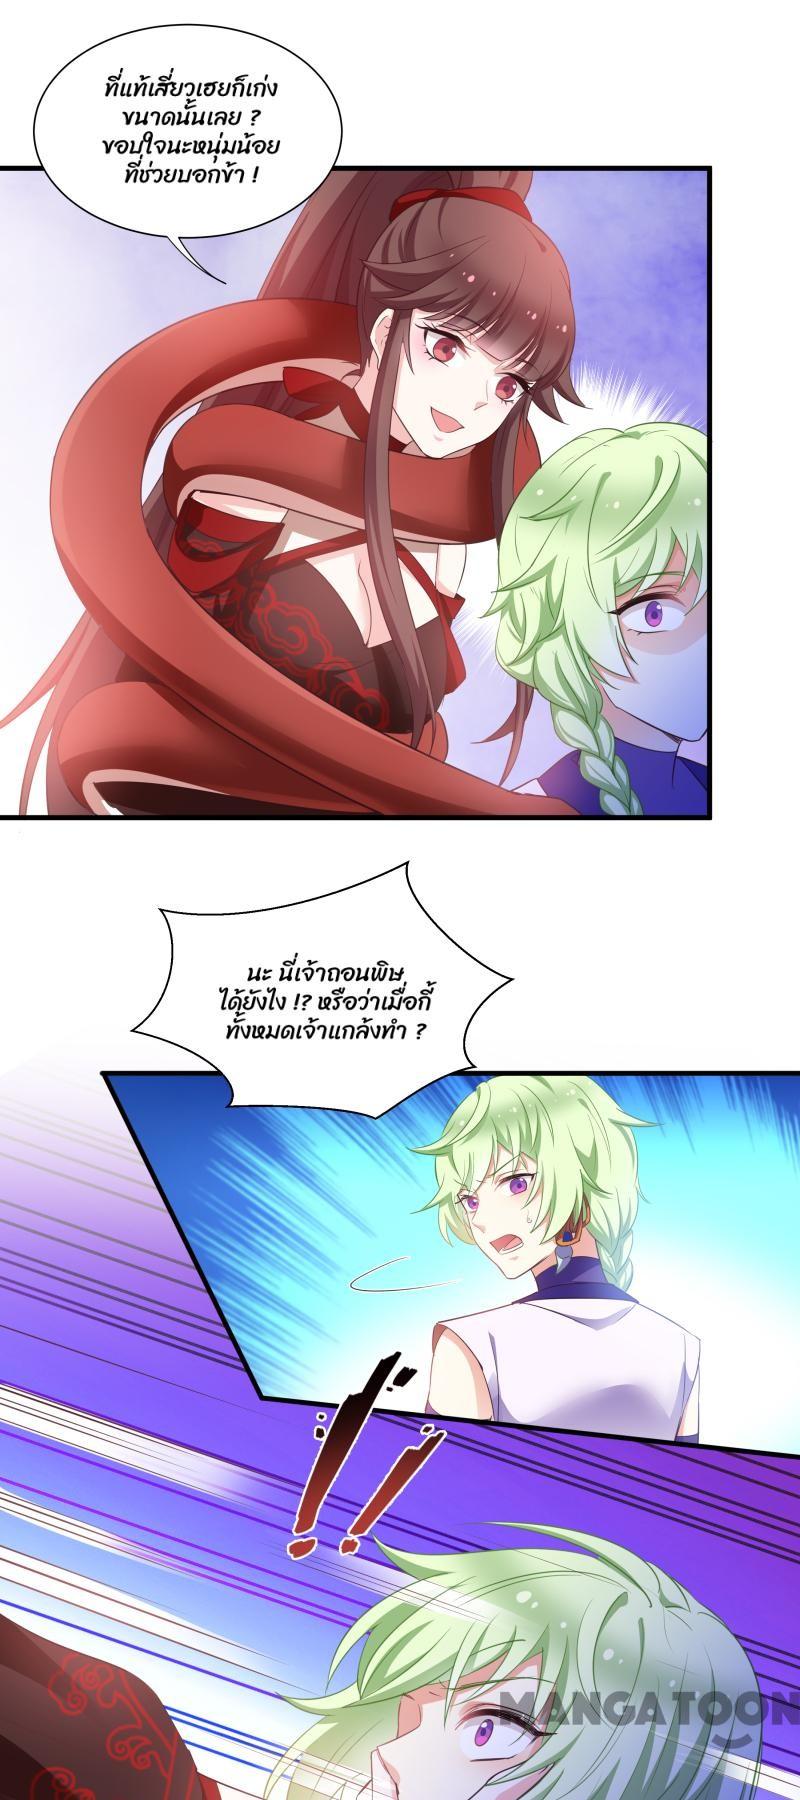 ที่แท้เสี่ยวเฮยก็เก่ง
ขนาดนั้นเลย ?
ขอบใจนะหนุ่มน้อย
ที่ช่วยบอกข้า !
นะ นี่เจ้าถอนพิษ
ได้ยังไง !? หรือว่าเมื่อกี้
ทั้งหมดเจ้าแกล้งทำ ?
!!
MANGATOON